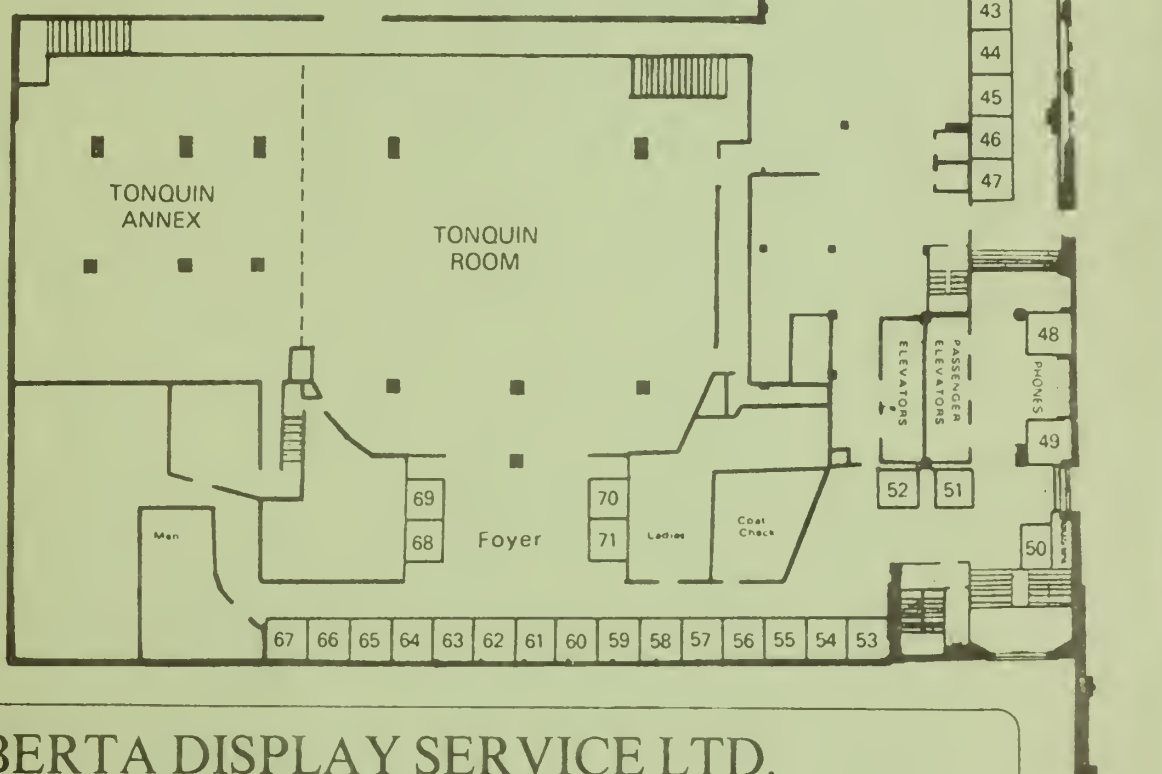 43
44
45
46
47
TONQUIN
ANNEX
TONQUIN
ROOM
48
ELEVATORS
PASSENGER
ELEVATORS
PHONES
49
69
70
52
51
68
Foyer
71
Men
Ladies
Coat
Check
50
67 66 65 64 63 62 61 60 59 58 57 56 55 54 53
BERTA DISPLAY SERVICE LTD.